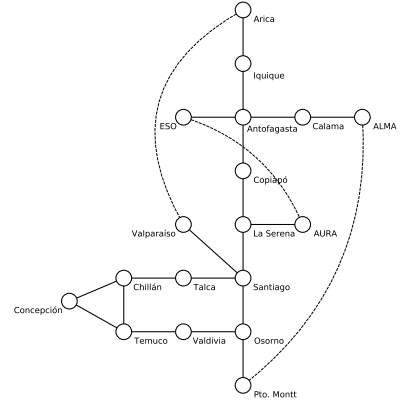 Arica
Iquique
ESO
Antofagasta
Calama
ALMA
Copiapó
Valparaíso
La Serena
AURA
Chillán
Talca
Santiago
Concepción
Temuco
Valdivia
Osorno
Pto. Montt